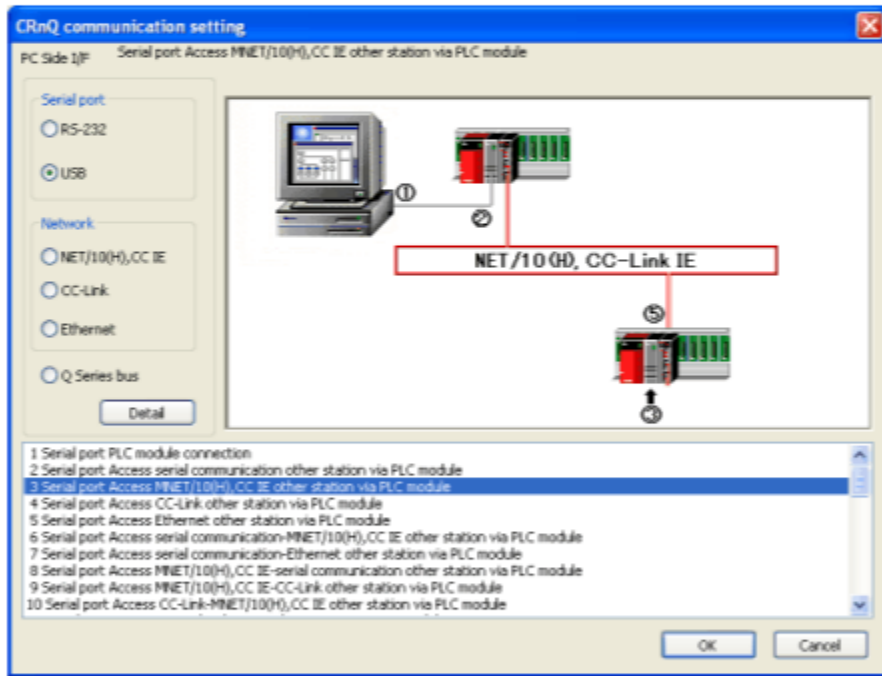 CRnQ communication setting
PC Side I/F Serial port Access MNET/10(H),CC IE other station via PLC module
Serial port
RS-232
USB
Network
NET/10(H),CC IE
CC-Link
Ethernet
Q Series bus
Detail
①
②
NET/10(H), CC-Link IE
⑤
③
1 Serial port PLC module connection
2 Serial port Access serial communication other station via PLC module
3 Serial port Access MNET/10(H),CC IE other station via PLC module
4 Serial port Access CC-Link other station via PLC module
5 Serial port Access Ethernet other station via PLC module
6 Serial port Access serial communication-MNET/10(H),CC IE other station via PLC module
7 Serial port Access serial communication-Ethernet other station via PLC module
8 Serial port Access MNET/10(H),CC IE-serial communication other station via PLC module
9 Serial port Access MNET/10(H),CC IE-CC-Link other station via PLC module
10 Serial port Access CC-Link-MNET/10(H),CC IE other station via PLC module
OK
Cancel